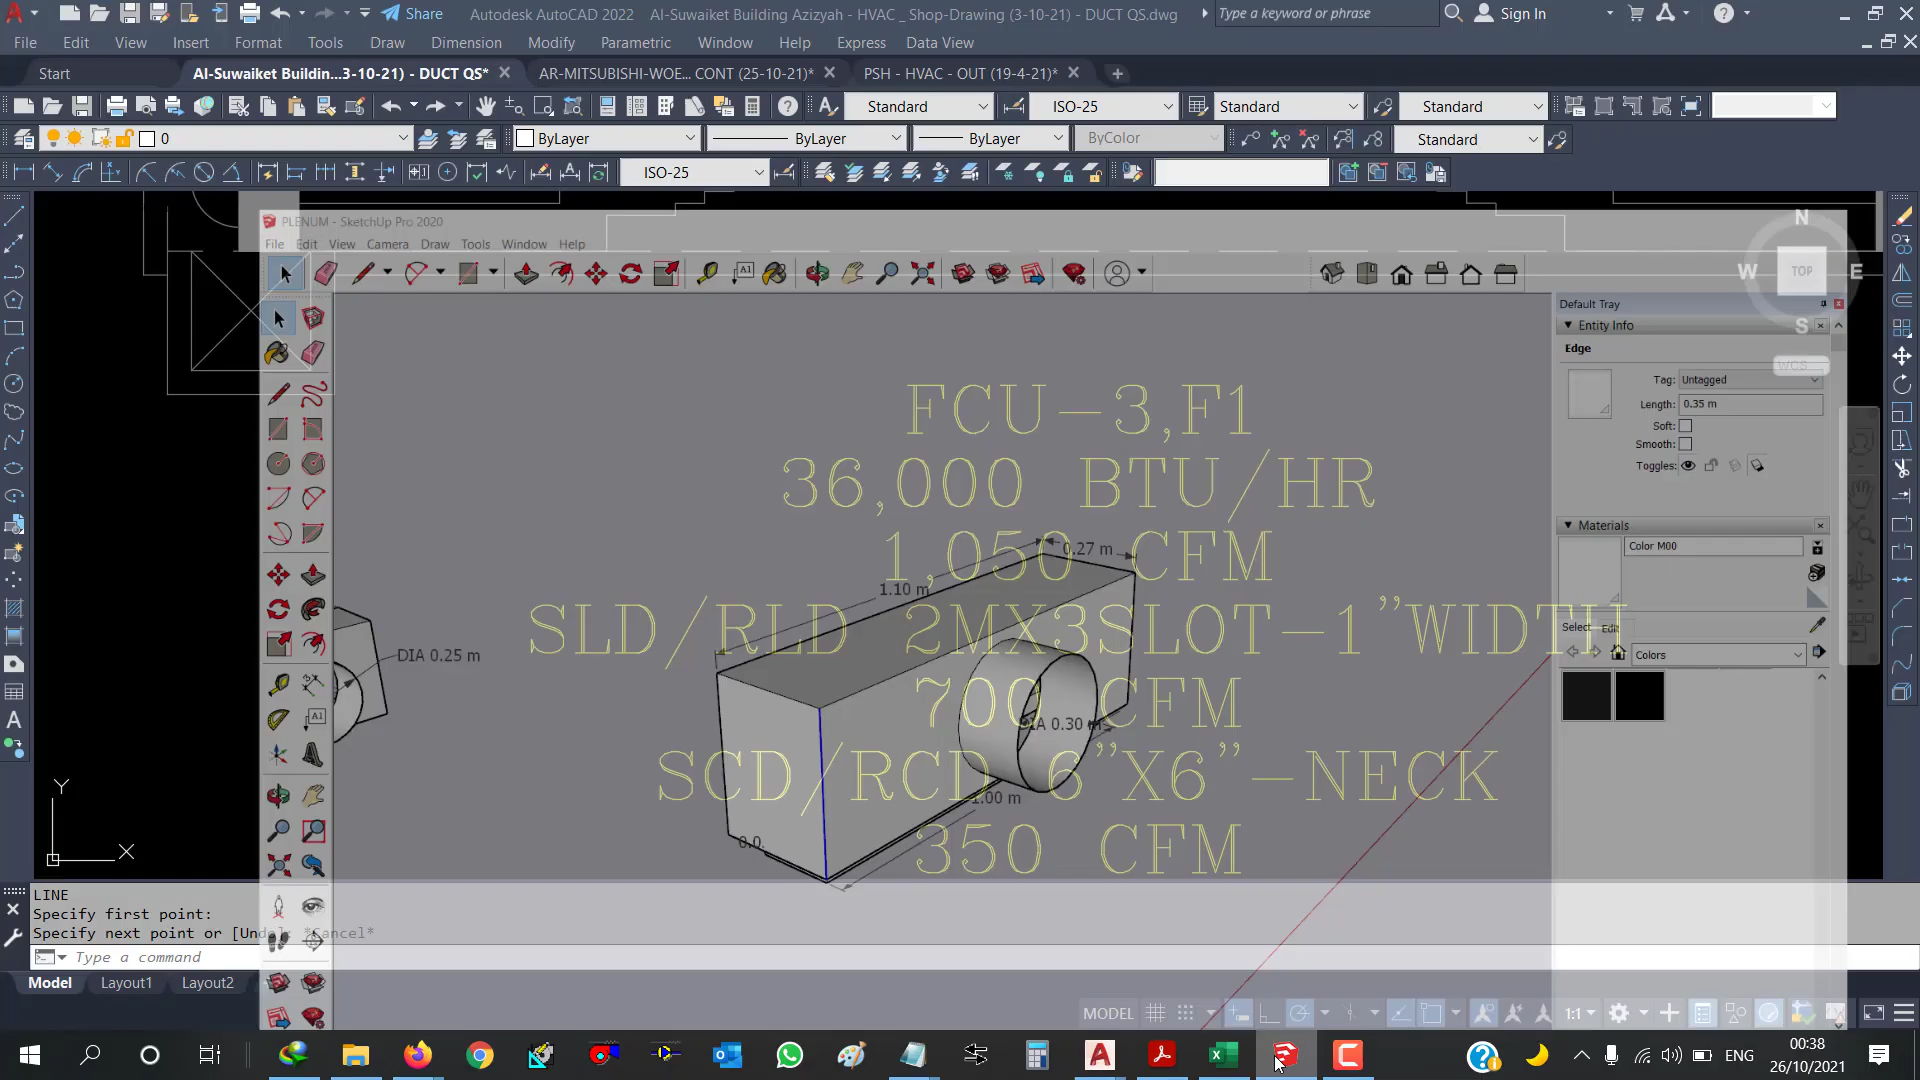 Share
Autodesk AutoCAD 2022
Al-Suwaiket Building Azizyah - HVAC _ Shop-Drawing (3-10-21) - DUCT QS.dwg
Type a keyword or phrase
Sign In
File Edit View Insert Format Tools Draw Dimension Modify Parametric Window Help Express Data View
Start
Al-Suwaiket Buildin...3-10-21) - DUCT QS*
AR-MITSUBISHI-WOE... CONT (25-10-21)*
PSH - HVAC - OUT (19-4-21)*
Standard ISO-25 Standard Standard
0 ByLayer ByLayer ByLayer ByColor Standard
ISO-25
PLENUM - SketchUp Pro 2020
File Edit View Camera Draw Tools Window Help
N
W TOP E
S
WCS
Default Tray
Entity Info
Edge
Tag: Untagged
Length: 0.35 m
Soft:
Smooth:
Toggles:
Materials
Color M00
Select Edit
Colors
FCU-3,F1
36,000 BTU/HR
1,050 CFM
SLD/RLD 2MX3SLOT-1"WIDTH
700 CFM
SCD/RCD 6"X6"-NECK
350 CFM
0.27 m
1.10 m
DIA 0.25 m
DIA 0.30 m
1.00 m
0.0.
Y
X
LINE
Specify first point:
Specify next point or [Undo]: *Cancel*
Type a command
Model Layout1 Layout2
MODEL
1:1
ENG
00:38
26/10/2021